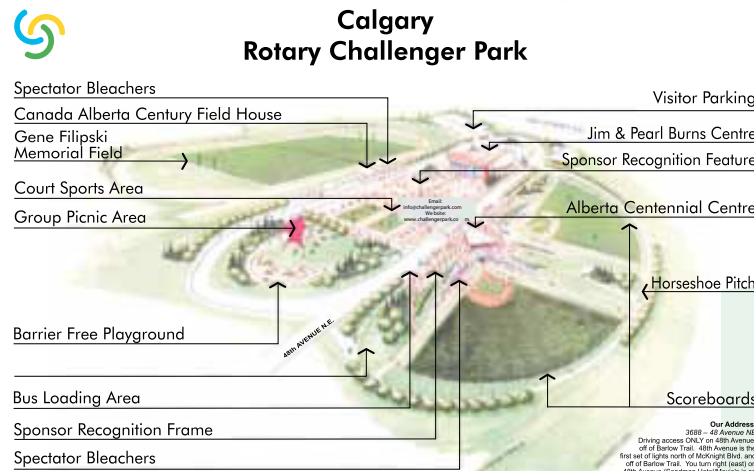 Calgary
Rotary Challenger Park
Spectator Bleachers
Canada Alberta Century Field House
Gene Filipski
Memorial Field
Court Sports Area
Group Picnic Area
Visitor Parking
Jim & Pearl Burns Centre
Sponsor Recognition Feature
Alberta Centennial Centre
Horseshoe Pitch
Email:
info@challengerpark.com
Website:
www.challengerpark.com
48th AVENUE N.E.
Barrier Free Playground
Bus Loading Area
Sponsor Recognition Frame
Spectator Bleachers
Scoreboards
Our Address
3688 – 48 Avenue NE
Driving access ONLY on 48th Avenue
off of Barlow Trail. 48th Avenue is the
first set of lights north of McKnight Blvd. and
off of Barlow Trail. You turn right (east) on